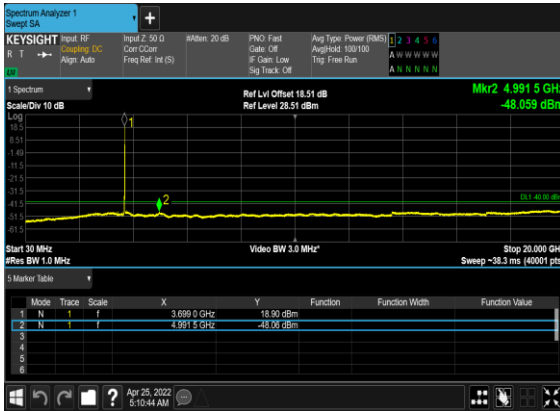 Spectrum Analyzer 1
Swept SA
+
KEYSIGHT
R T
Input: RF
Coupling: DC
Align: Auto
Input Z: 50 Ω
Corr CCorr
Freq Ref: Int (S)
#Atten: 20 dB
PNO: Fast
Gate: Off
IF Gain: Low
Sig Track: Off
Avg Type: Power (RMS)
Avg|Hold: 100/100
Trig: Free Run
1 2 3 4 5 6
A W W W W W
A N N N N N
1 Spectrum
Scale/Div 10 dB
Ref Lvl Offset 18.51 dB
Ref Level 28.51 dBm
Mkr2 4.991 5 GHz
-48.059 dBm
Log
18.5
8.51
-1.49
-11.5
-21.5
-31.5
-41.5
-51.5
-61.5
1
2
DL1 -40.00 dBm
Start 30 MHz
#Res BW 1.0 MHz
Video BW 3.0 MHz*
Stop 20.000 GHz
Sweep ~38.3 ms (40001 pts)
5 Marker Table
Mode Trace Scale X Y Function Function Width Function Value
1 N 1 f 3.699 0 GHz 18.90 dBm
2 N 1 f 4.991 5 GHz -48.06 dBm
3
4
5
6
?
Apr 25, 2022
5:10:44 AM